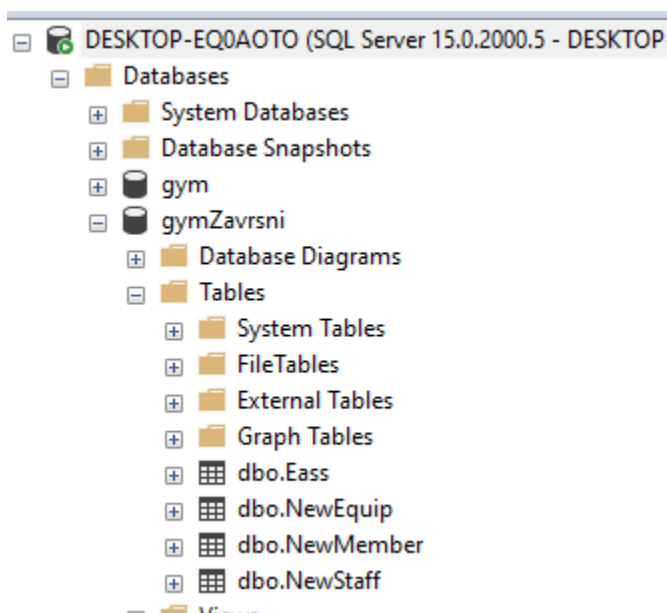 DESKTOP-EQ0AOTO (SQL Server 15.0.2000.5 - DESKTOP-
Databases
System Databases
Database Snapshots
gym
gymZavrsni
Database Diagrams
Tables
System Tables
FileTables
External Tables
Graph Tables
dbo.Eass
dbo.NewEquip
dbo.NewMember
dbo.NewStaff
Views